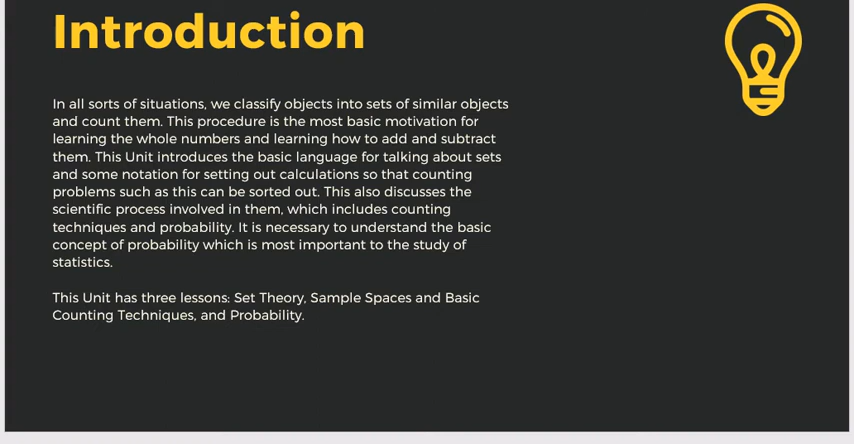 Introduction
In all sorts of situations, we classify objects into sets of similar objects
and count them. This procedure is the most basic motivation for
learning the whole numbers and learning how to add and subtract
them. This Unit introduces the basic language for talking about sets
and some notation for setting out calculations so that counting
problems such as this can be sorted out. This also discusses the
scientific process involved in them, which includes counting
techniques and probability. It is necessary to understand the basic
concept of probability which is most important to the study of
statistics.
This Unit has three lessons: Set Theory, Sample Spaces and Basic
Counting Techniques, and Probability.